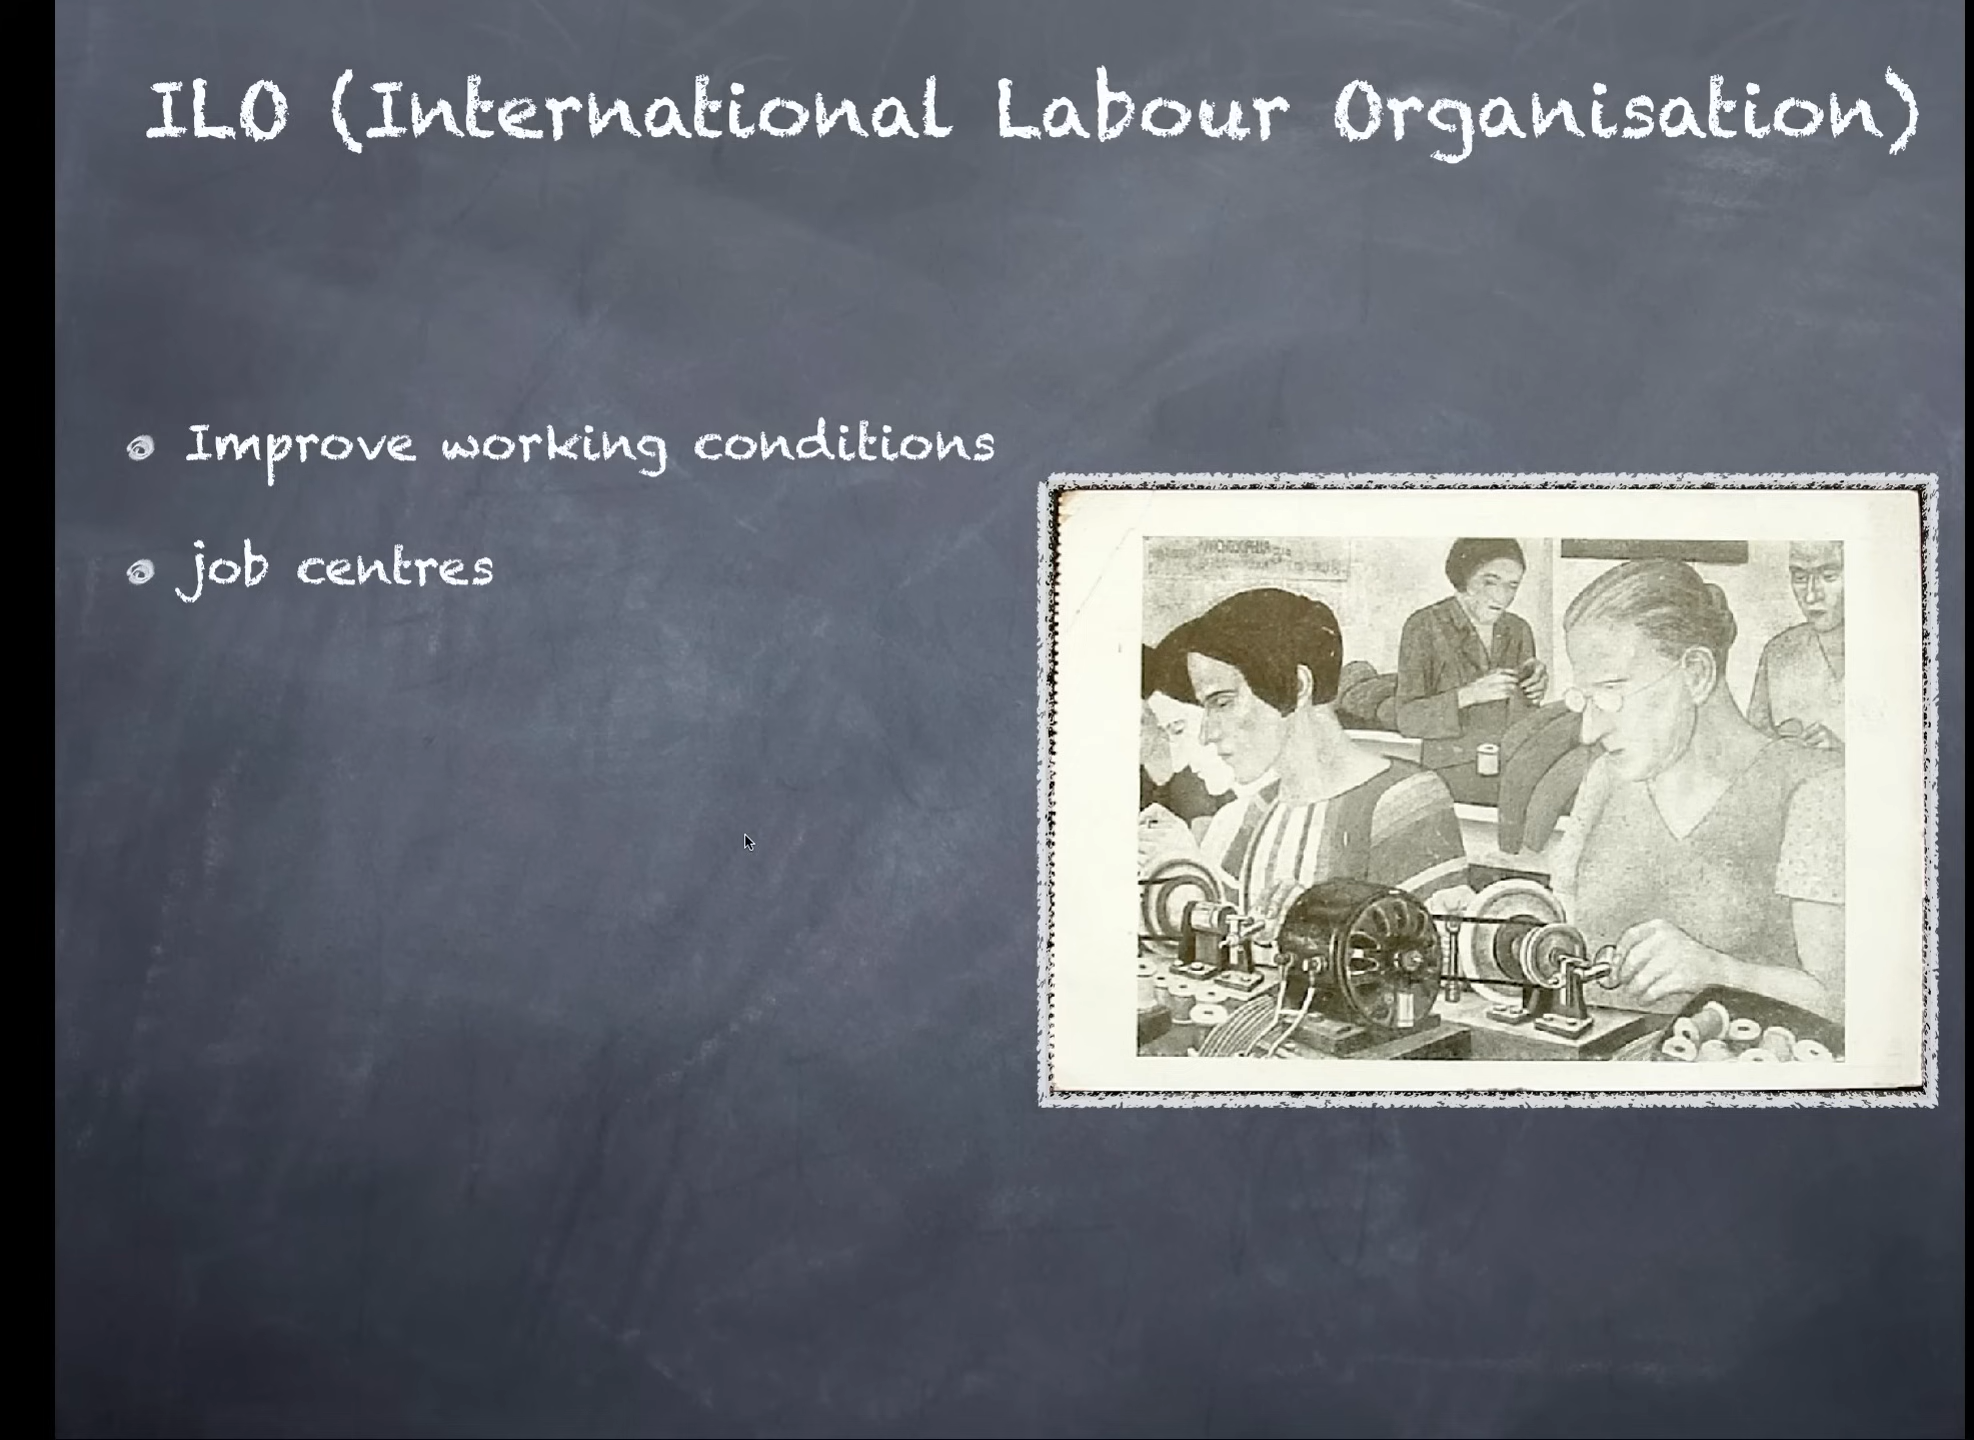 ILO (International Labour Organisation)
Improve working conditions
job centres